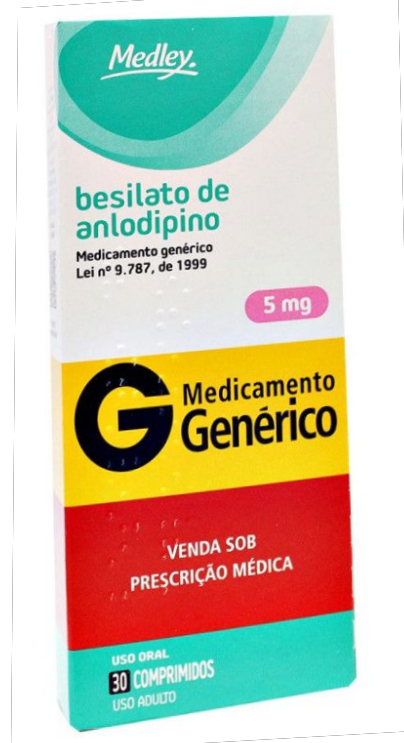 Medley.
besilato de
anlodipino
Medicamento genérico
Lei nº 9.787, de 1999
5 mg
G Medicamento
Genérico
VENDA SOB
PRESCRIÇÃO MÉDICA
USO ORAL
30 COMPRIMIDOS
USO ADULTO